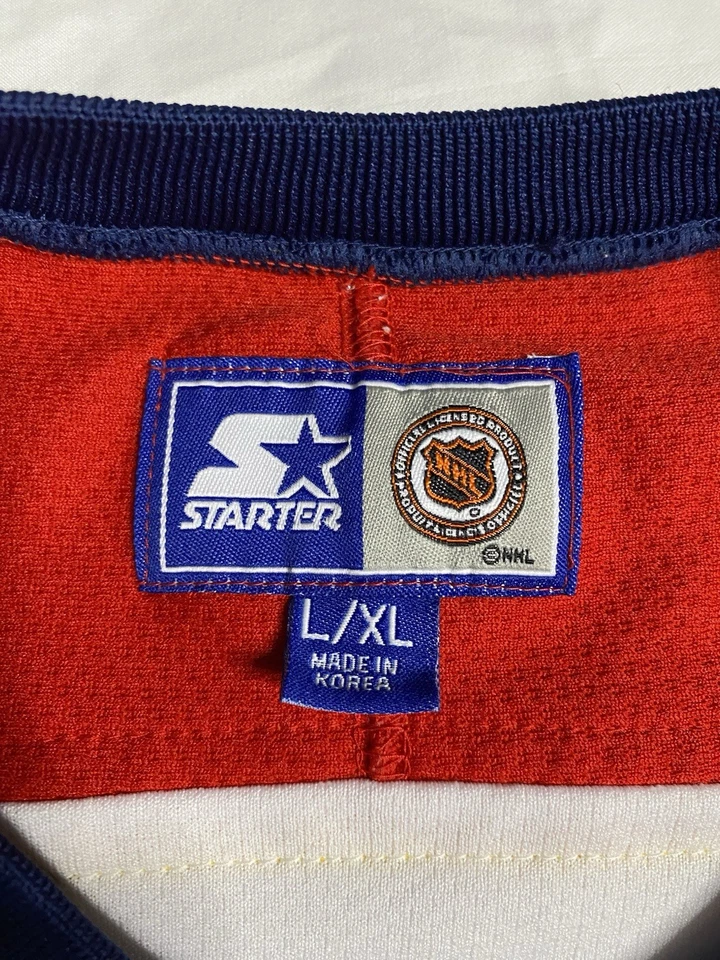 STARTER
OFFICIAL LICENSED PRODUCT
NHL
©NHL
L/XL
MADE IN
KOREA